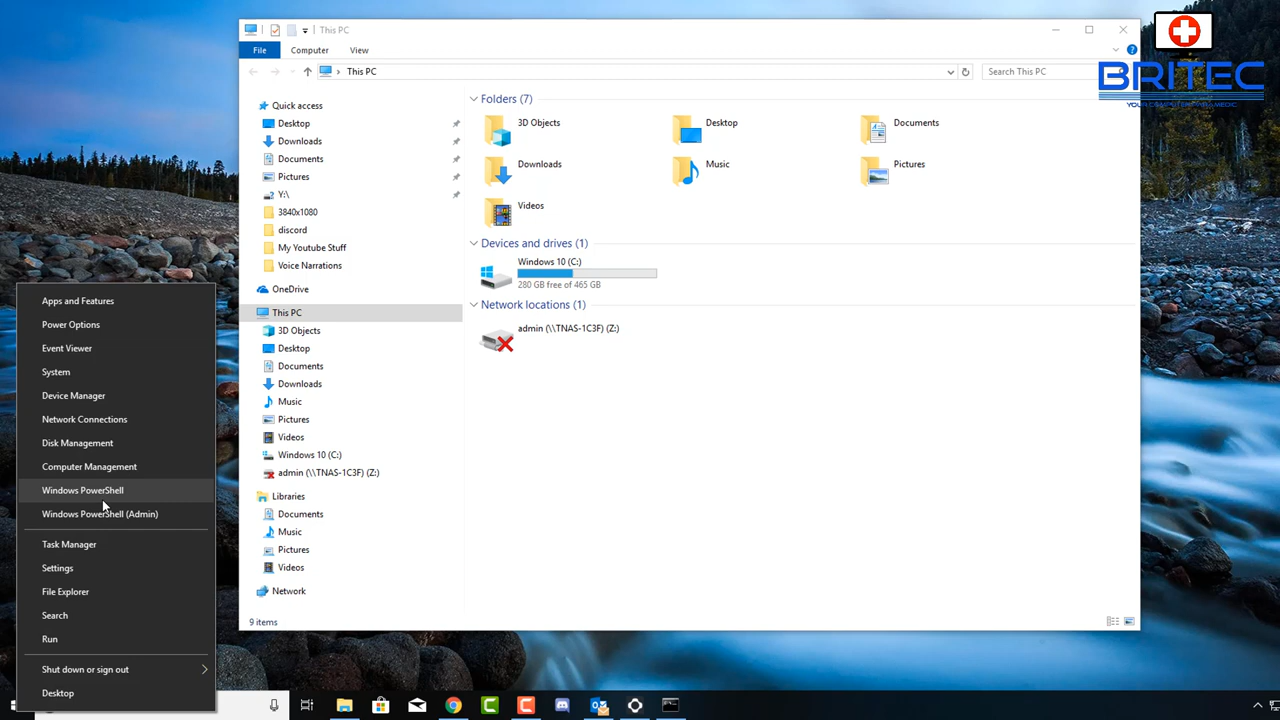 This PC
BRITEC
YOUR COMPUTER PARAMEDIC
File Computer View
This PC
Search This PC
Quick access
Desktop
Downloads
Documents
Pictures
Y:\
3840x1080
discord
My Youtube Stuff
Voice Narrations
OneDrive
This PC
3D Objects
Desktop
Documents
Downloads
Music
Pictures
Videos
Windows 10 (C:)
admin (\\TNAS-1C3F) (Z:)
Libraries
Documents
Music
Pictures
Videos
Network
9 items
Folders (7)
3D Objects
Desktop
Documents
Downloads
Music
Pictures
Videos
Devices and drives (1)
Windows 10 (C:)
280 GB free of 465 GB
Network locations (1)
admin (\\TNAS-1C3F) (Z:)
Apps and Features
Power Options
Event Viewer
System
Device Manager
Network Connections
Disk Management
Computer Management
Windows PowerShell
Windows PowerShell (Admin)
Task Manager
Settings
File Explorer
Search
Run
Shut down or sign out
Desktop